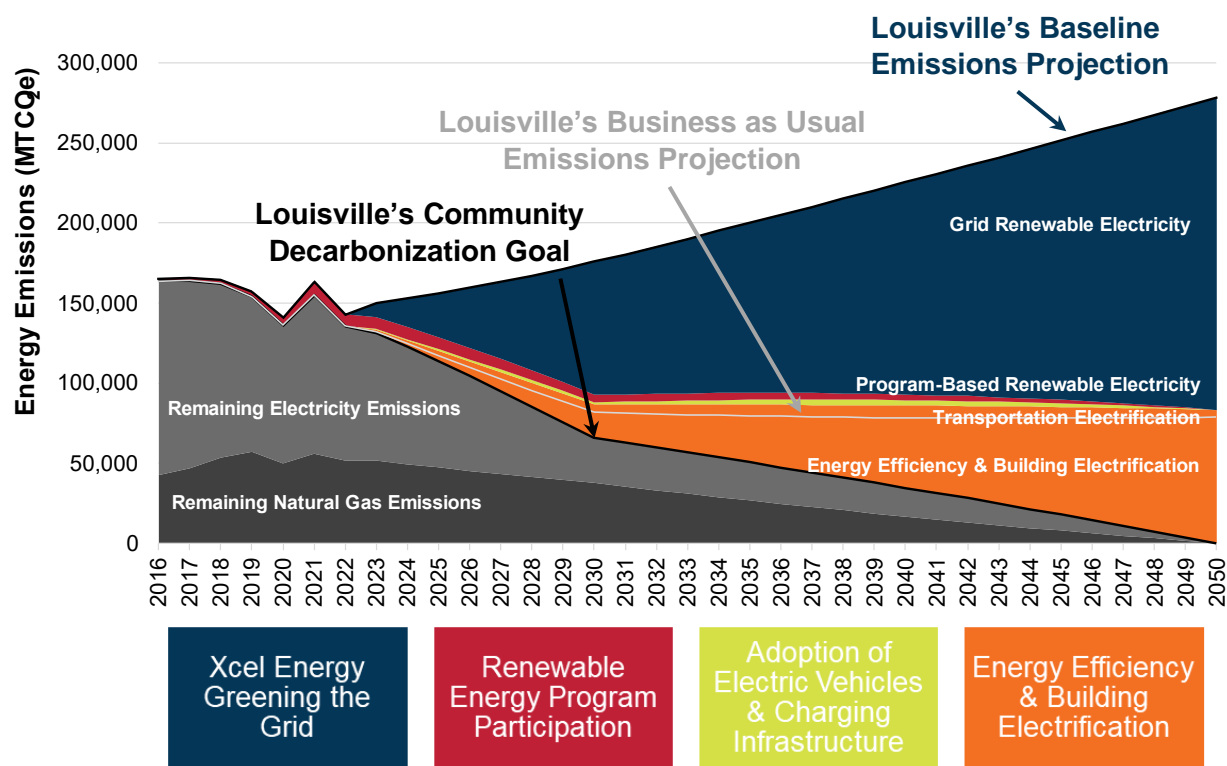 Louisville's Baseline
Emissions Projection
Louisville's Business as Usual
Emissions Projection
Louisville's Community
Decarbonization Goal
Energy Emissions (MTCO2e)
300,000
250,000
200,000
150,000
100,000
50,000
0
Grid Renewable Electricity
Program-Based Renewable Electricity
Transportation Electrification
Energy Efficiency & Building Electrification
Remaining Electricity Emissions
Remaining Natural Gas Emissions
2016
2017
2018
2019
2020
2021
2022
2023
2024
2025
2026
2027
2028
2029
2030
2031
2032
2033
2034
2035
2036
2037
2038
2039
2040
2041
2042
2043
2044
2045
2046
2047
2048
2049
2050
Xcel Energy
Greening the
Grid
Renewable
Energy Program
Participation
Adoption of
Electric Vehicles
& Charging
Infrastructure
Energy Efficiency
& Building
Electrification